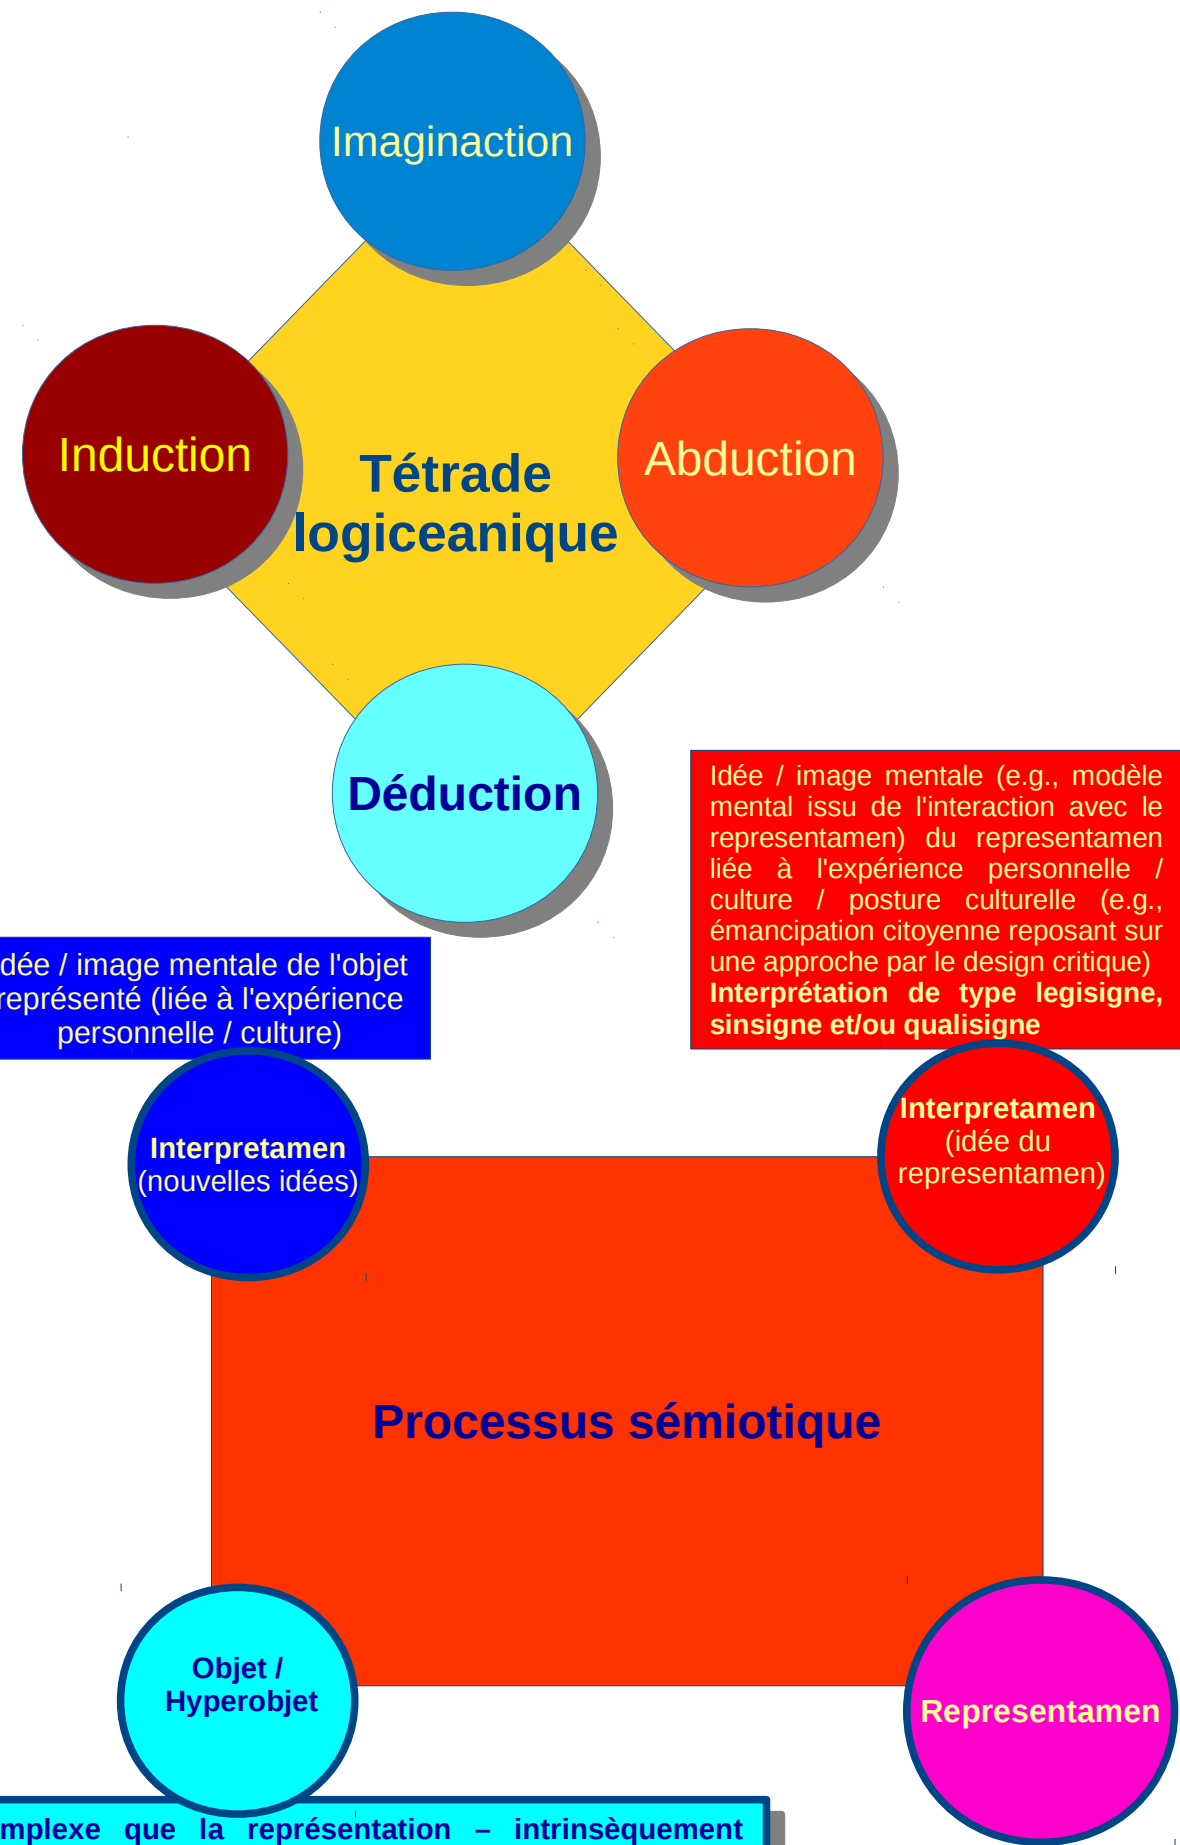 Imaginaction
Induction
Abduction
Tétrade
logiceanique
Déduction
Idée / image mentale (e.g., modèle
mental issu de l'interaction avec le
representamen) du representamen
liée à l'expérience personnelle /
culture / posture culturelle (e.g.,
émancipation citoyenne reposant sur
une approche par le design critique)
Interprétation de type legisigne,
sinsigne et/ou qualisigne
dée / image mentale de l'objet
représenté (liée à l'expérience
personnelle / culture)
Interpretamen
(nouvelles idées)
Interpretamen
(idée du
representamen)
Processus sémiotique
Objet /
Hyperobjet
Representamen
mplexe que la représentation – intrinsèquement